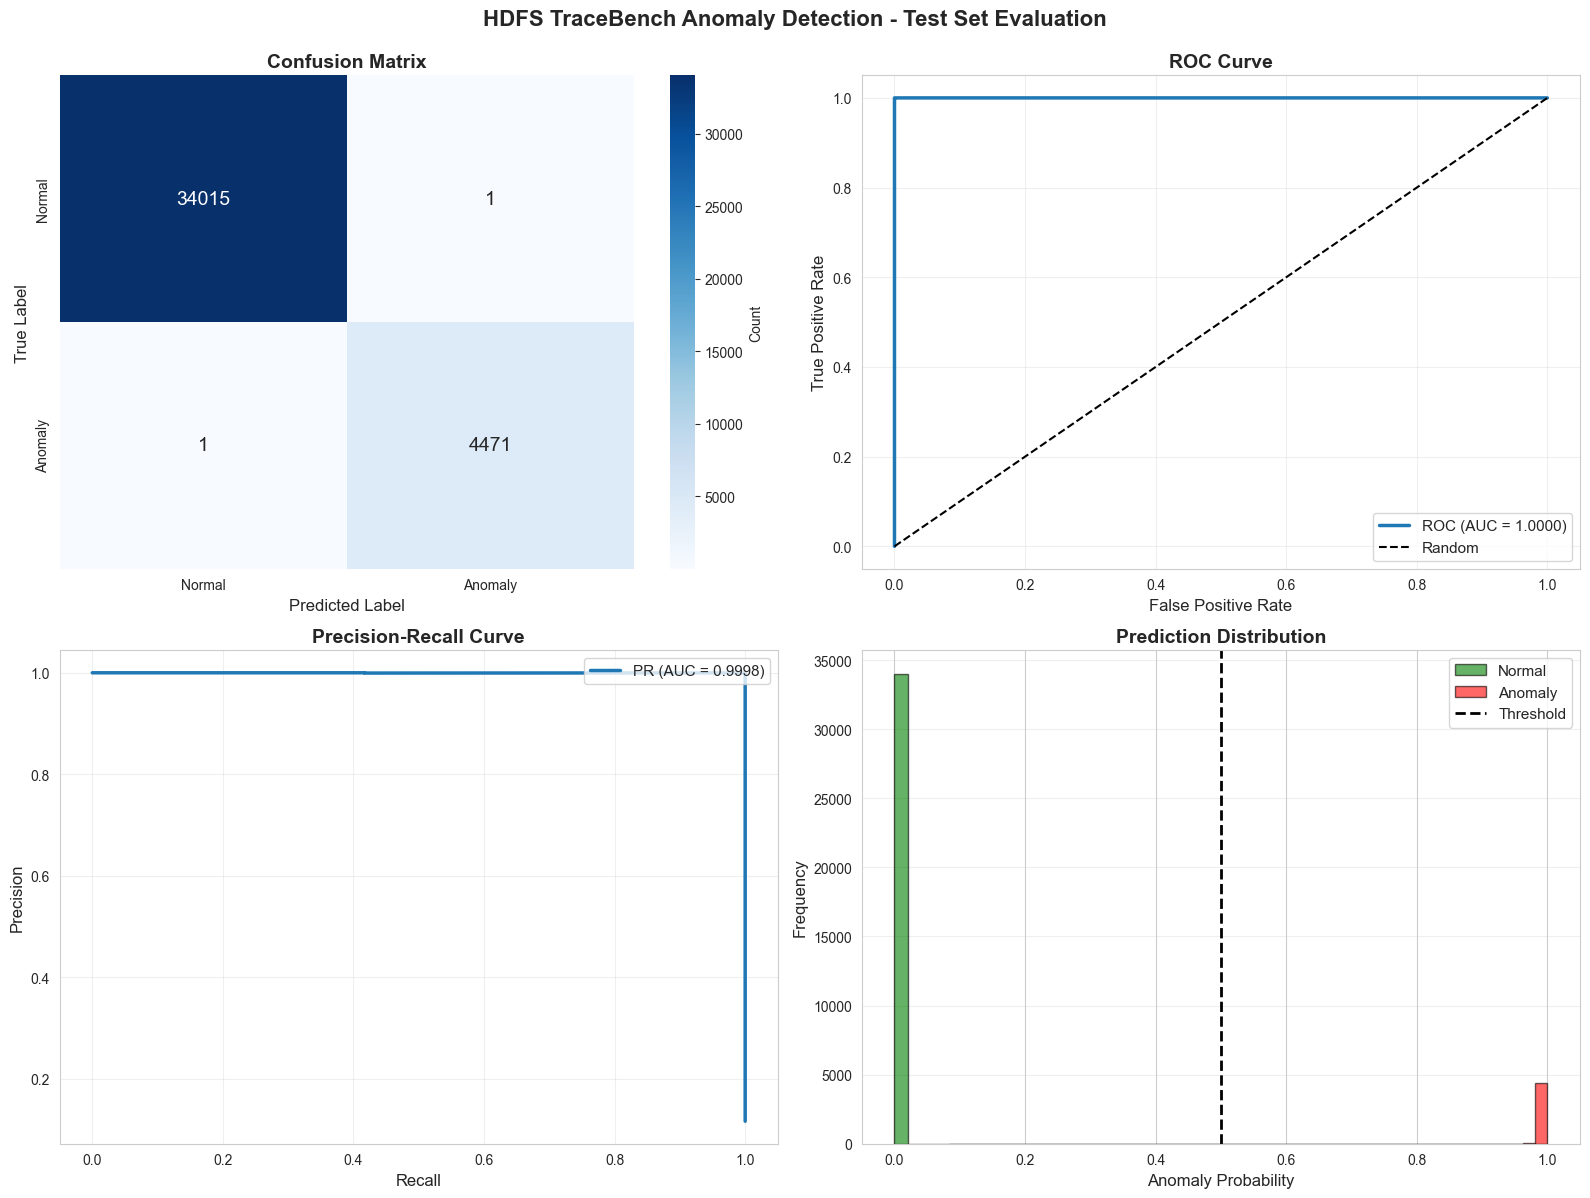 HDFS TraceBench Anomaly Detection - Test Set Evaluation
Confusion Matrix
True Label
Normal
Anomaly
34015
1
1
4471
Normal
Anomaly
Predicted Label
30000
25000
20000
15000
10000
5000
Count
ROC Curve
True Positive Rate
1.0
0.8
0.6
0.4
0.2
0.0
ROC (AUC = 1.0000)
Random
0.0
0.2
0.4
0.6
0.8
1.0
False Positive Rate
Precision-Recall Curve
Precision
1.0
0.8
0.6
0.4
0.2
PR (AUC = 0.9998)
0.0
0.2
0.4
0.6
0.8
1.0
Recall
Prediction Distribution
Frequency
35000
30000
25000
20000
15000
10000
5000
0
Normal
Anomaly
Threshold
0.0
0.2
0.4
0.6
0.8
1.0
Anomaly Probability